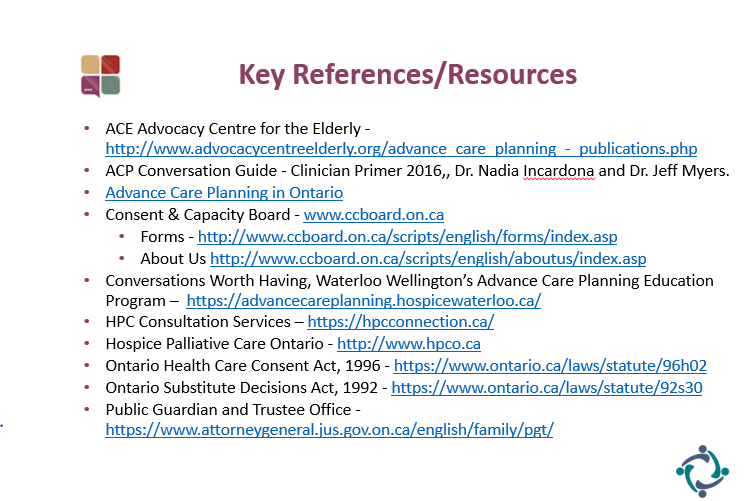 Key References/Resources
• ACE Advocacy Centre for the Elderly -
http://www.advocacycentreelderly.org/advance_care_planning_-_publications.php
• ACP Conversation Guide - Clinician Primer 2016,, Dr. Nadia Incardona and Dr. Jeff Myers.
• Advance Care Planning in Ontario
• Consent & Capacity Board - www.ccboard.on.ca
• Forms - http://www.ccboard.on.ca/scripts/english/forms/index.asp
• About Us http://www.ccboard.on.ca/scripts/english/aboutus/index.asp
• Conversations Worth Having, Waterloo Wellington’s Advance Care Planning Education
Program – https://advancecareplanning.hospicewaterloo.ca/
• HPC Consultation Services – https://hpcconnection.ca/
• Hospice Palliative Care Ontario - http://www.hpco.ca
• Ontario Health Care Consent Act, 1996 - https://www.ontario.ca/laws/statute/96h02
• Ontario Substitute Decisions Act, 1992 - https://www.ontario.ca/laws/statute/92s30
• Public Guardian and Trustee Office -
https://www.attorneygeneral.jus.gov.on.ca/english/family/pgt/